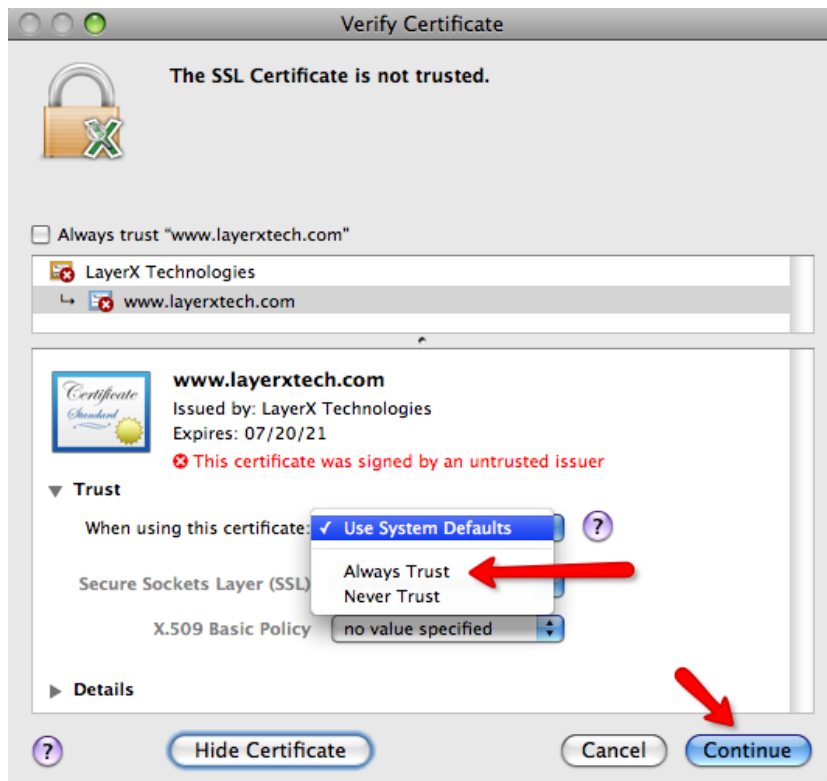 Verify Certificate
The SSL Certificate is not trusted.
Always trust "www.layerxtech.com"
LayerX Technologies
www.layerxtech.com
Certificate
Standard
www.layerxtech.com
Issued by: LayerX Technologies
Expires: 07/20/21
This certificate was signed by an untrusted issuer
Trust
When using this certificate: ✓ Use System Defaults ?
Always Trust
Never Trust
Secure Sockets Layer (SSL)
X.509 Basic Policy no value specified
Details
? Hide Certificate Cancel Continue